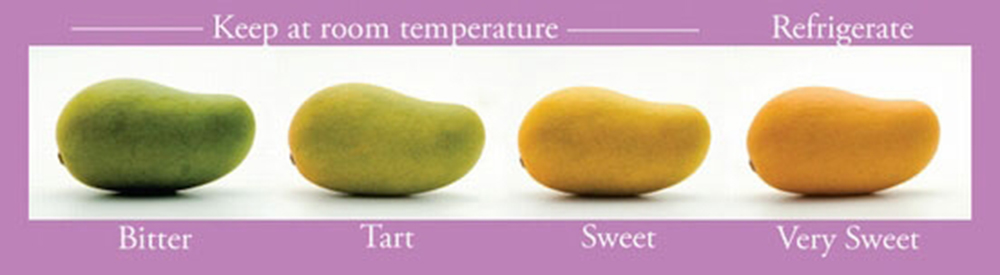 Keep at room temperature Refrigerate
Bitter Tart Sweet Very Sweet